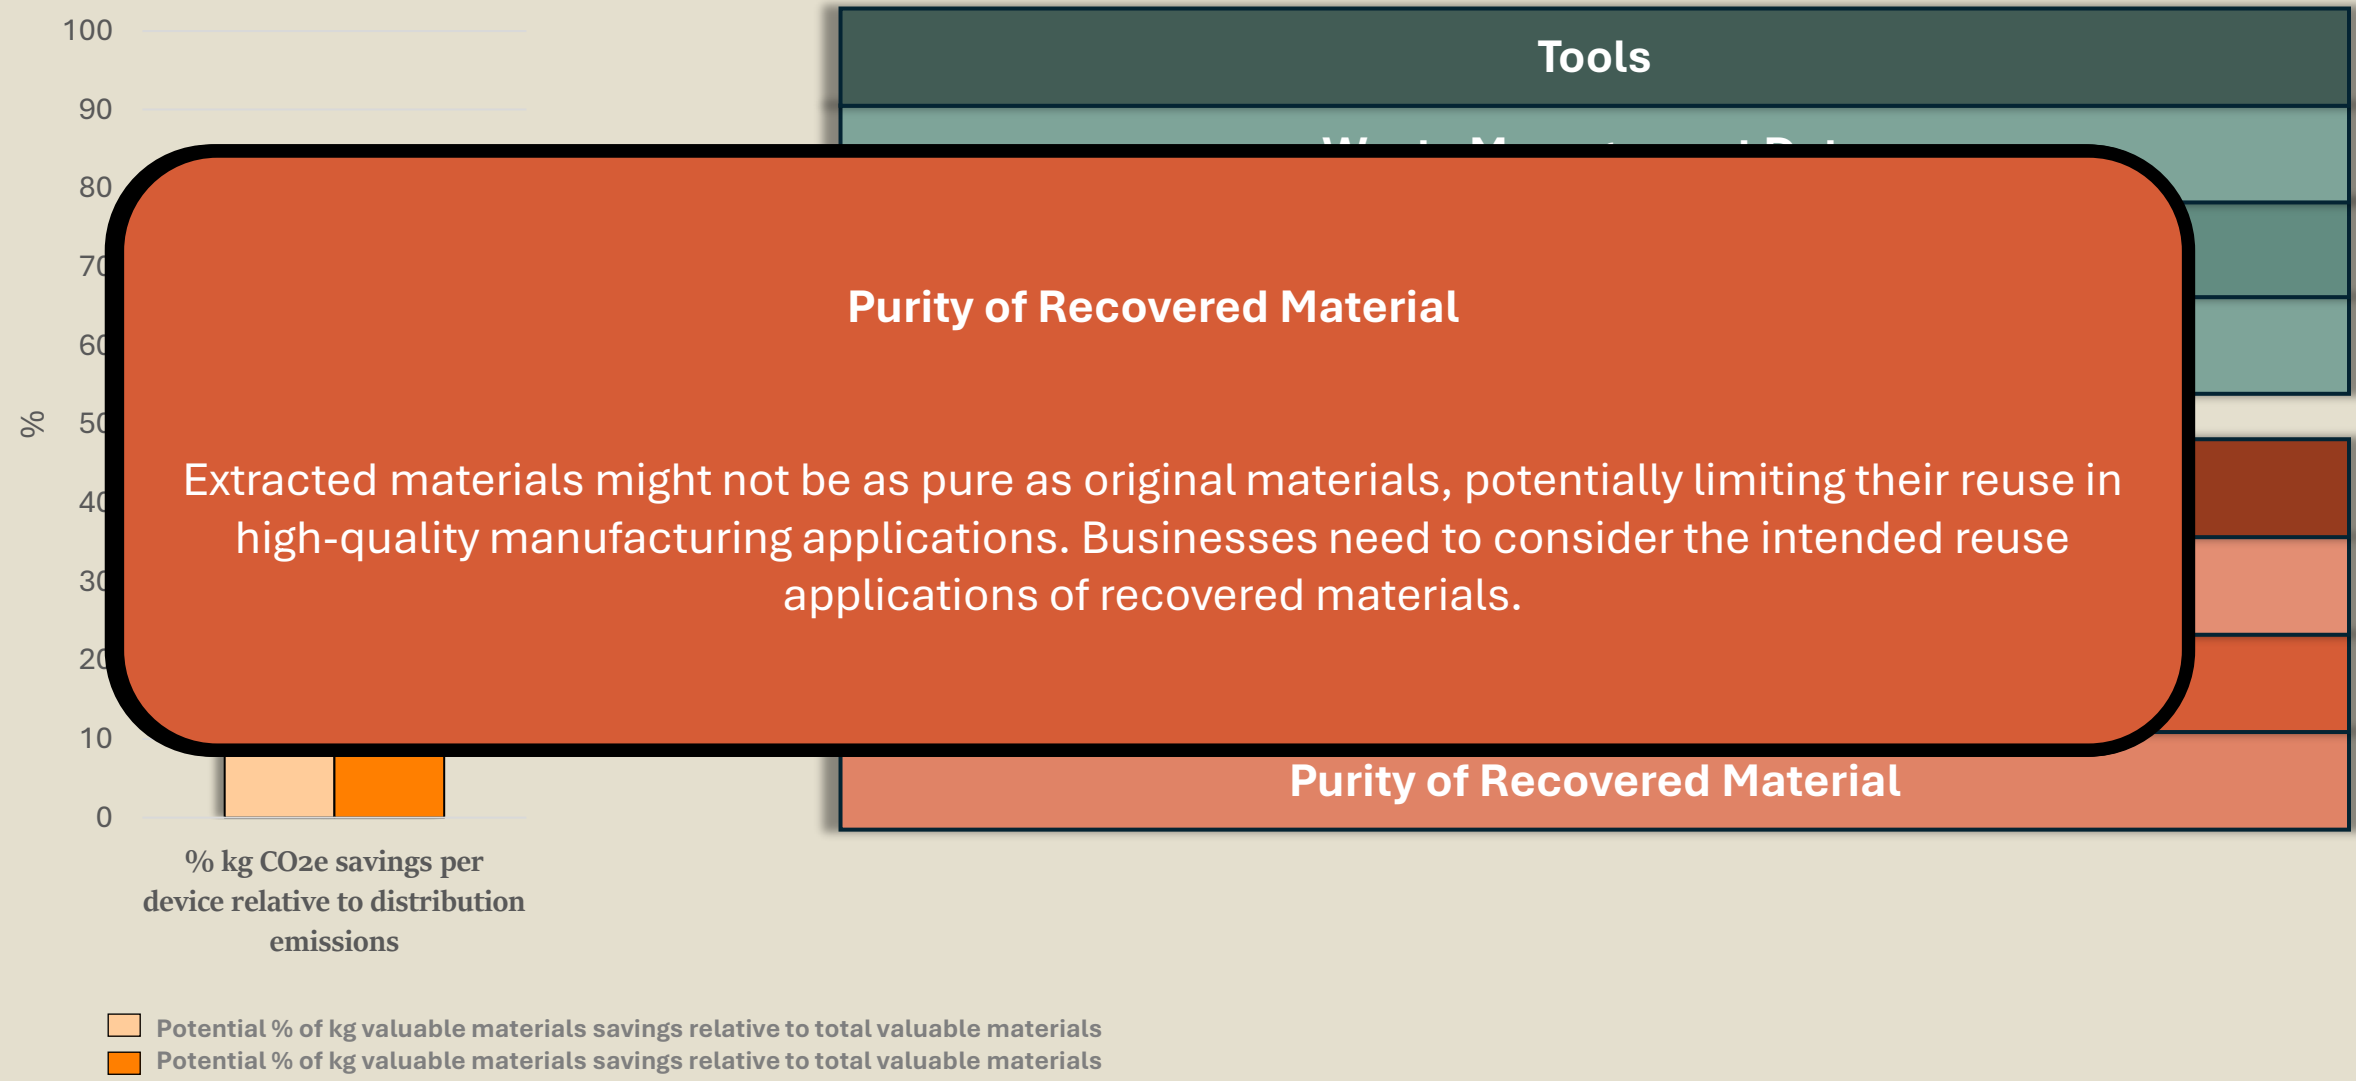 100
90
80
70
60
50
40
30
20
10
0
%
% kg CO2e savings per
device relative to distribution
emissions
Tools
Purity of Recovered Material
Extracted materials might not be as pure as original materials, potentially limiting their reuse in
high-quality manufacturing applications. Businesses need to consider the intended reuse
applications of recovered materials.
Purity of Recovered Material
Potential % of kg valuable materials savings relative to total valuable materials
Potential % of kg valuable materials savings relative to total valuable materials